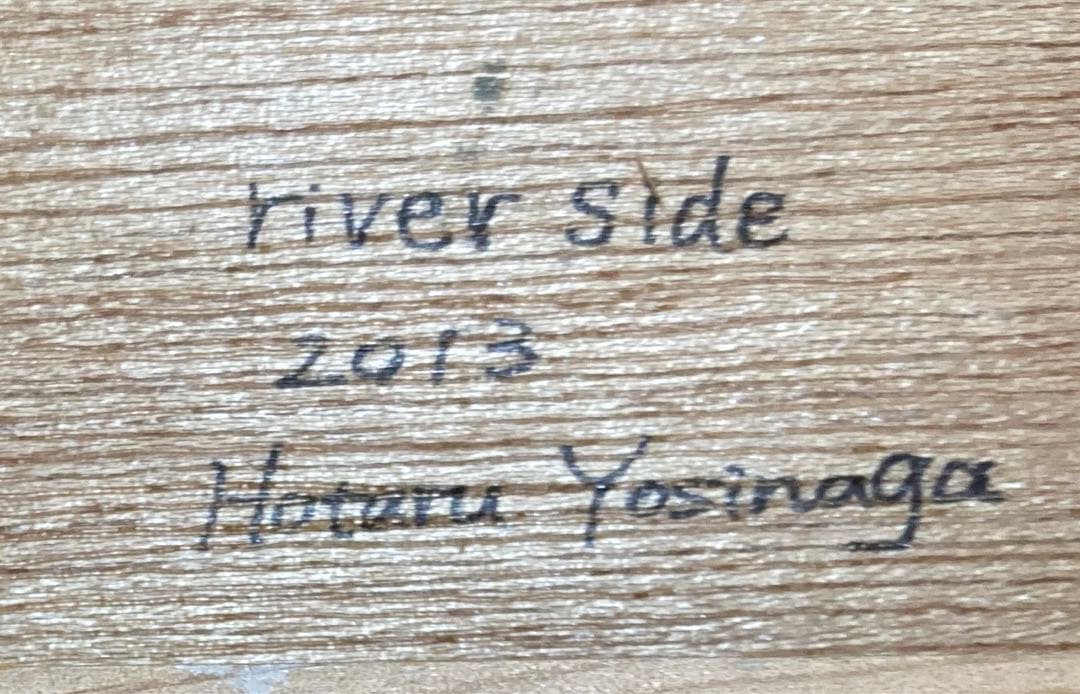 river side
2013
Hotaru Yosinaga